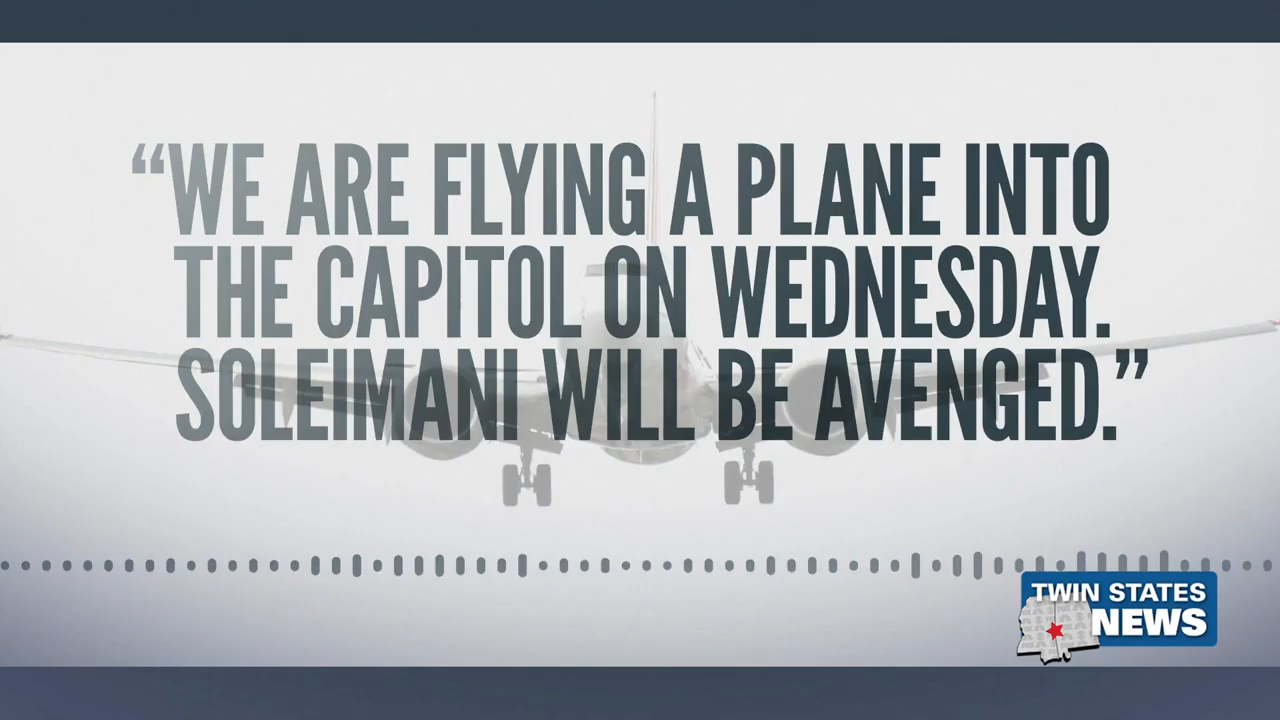 “WE ARE FLYING A PLANE INTO
THE CAPITOL ON WEDNESDAY.
SOLEIMANI WILL BE AVENGED.”
TWIN STATES
NEWS